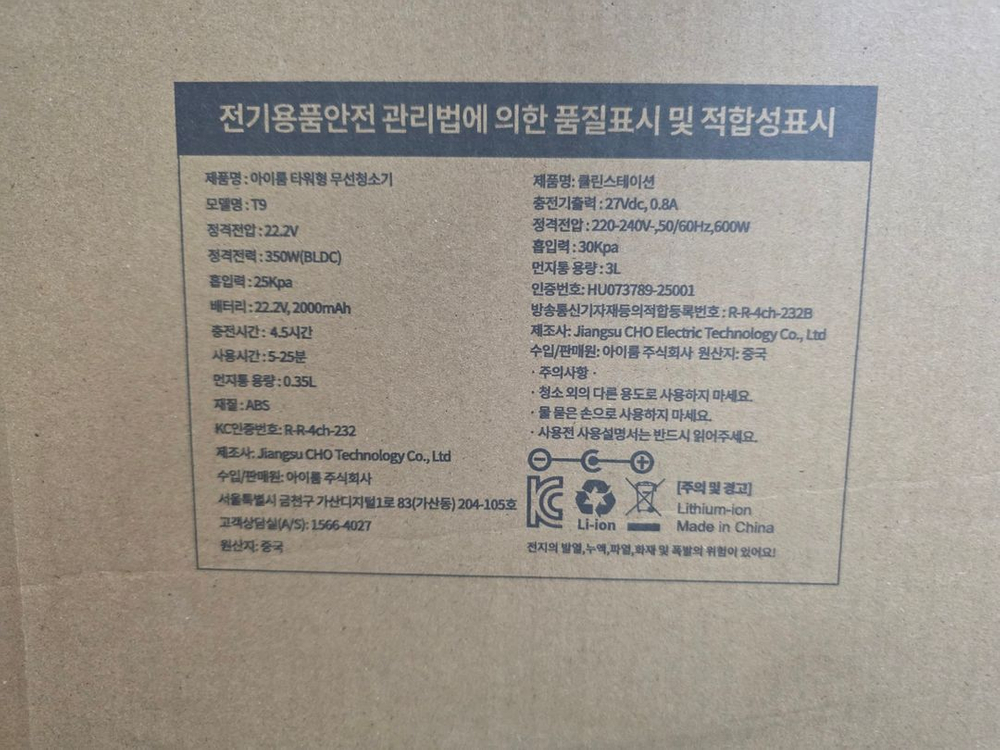 전기용품안전 관리법에 의한 품질표시 및 적합성표시
제품명 : 아이룸 타워형 무선청소기
모델명 : T9
정격전압 : 22.2V
정격전력 : 350W(BLDC)
흡입력 : 25Kpa
배터리 : 22.2V, 2000mAh
충전시간 : 4.5시간
사용시간 : 5-25분
먼지통 용량 : 0.35L
재질 : ABS
KC인증번호: R-R-4ch-232
제조사: Jiangsu CHO Technology Co., Ltd
수입/판매원: 아이룸 주식회사
서울특별시 금천구 가산디지털1로 83(가산동) 204-105호
고객상담실(A/S): 1566-4027
원산지: 중국
제품명: 클린스테이션
충전기출력 : 27Vdc, 0.8A
정격전압 : 220-240V-,50/60Hz,600W
흡입력 : 30Kpa
먼지통 용량 : 3L
인증번호: HU073789-25001
방송통신기자재등의적합등록번호 : R-R-4ch-232B
제조사: Jiangsu CHO Electric Technology Co., Ltd
수입/판매원: 아이룸 주식회사 원산지: 중국
· 주의사항 ·
· 청소 외의 다른 용도로 사용하지 마세요.
· 물 묻은 손으로 사용하지 마세요.
· 사용전 사용설명서는 반드시 읽어주세요.
Li-ion
[주의 및 경고]
Lithium-ion
Made in China
전지의 발열,누액,파열,화재 및 폭발의 위험이 있어요!